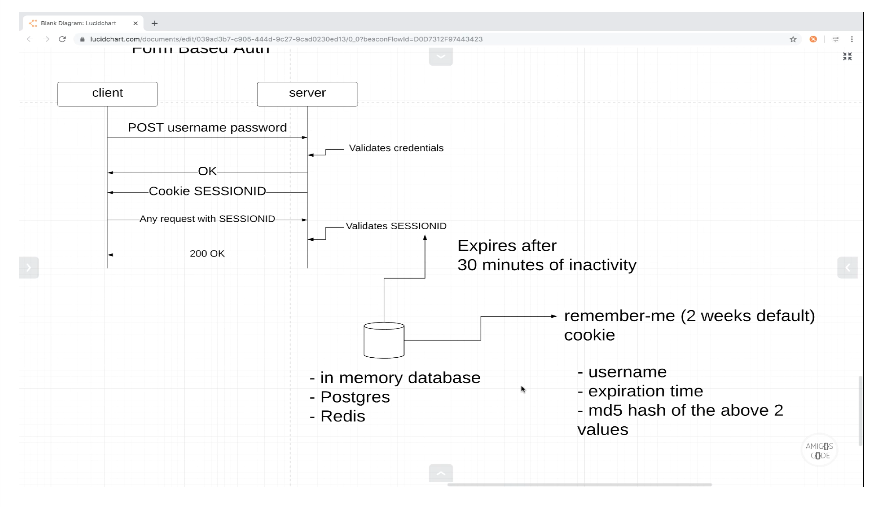 Blank Diagram: Lucidchart
lucidchart.com/documents/edit/039ad3b7-c905-444d-9c27-9cad0230ed13/0_0?beaconFlowId=D0D7312F97443423
Form Based Auth
client
server
POST username password
Validates credentials
OK
Cookie SESSIONID
Any request with SESSIONID
Validates SESSIONID
200 OK
Expires after
30 minutes of inactivity
remember-me (2 weeks default)
cookie
- in memory database
- Postgres
- Redis
- username
- expiration time
- md5 hash of the above 2
values
AMIGOS
CODE